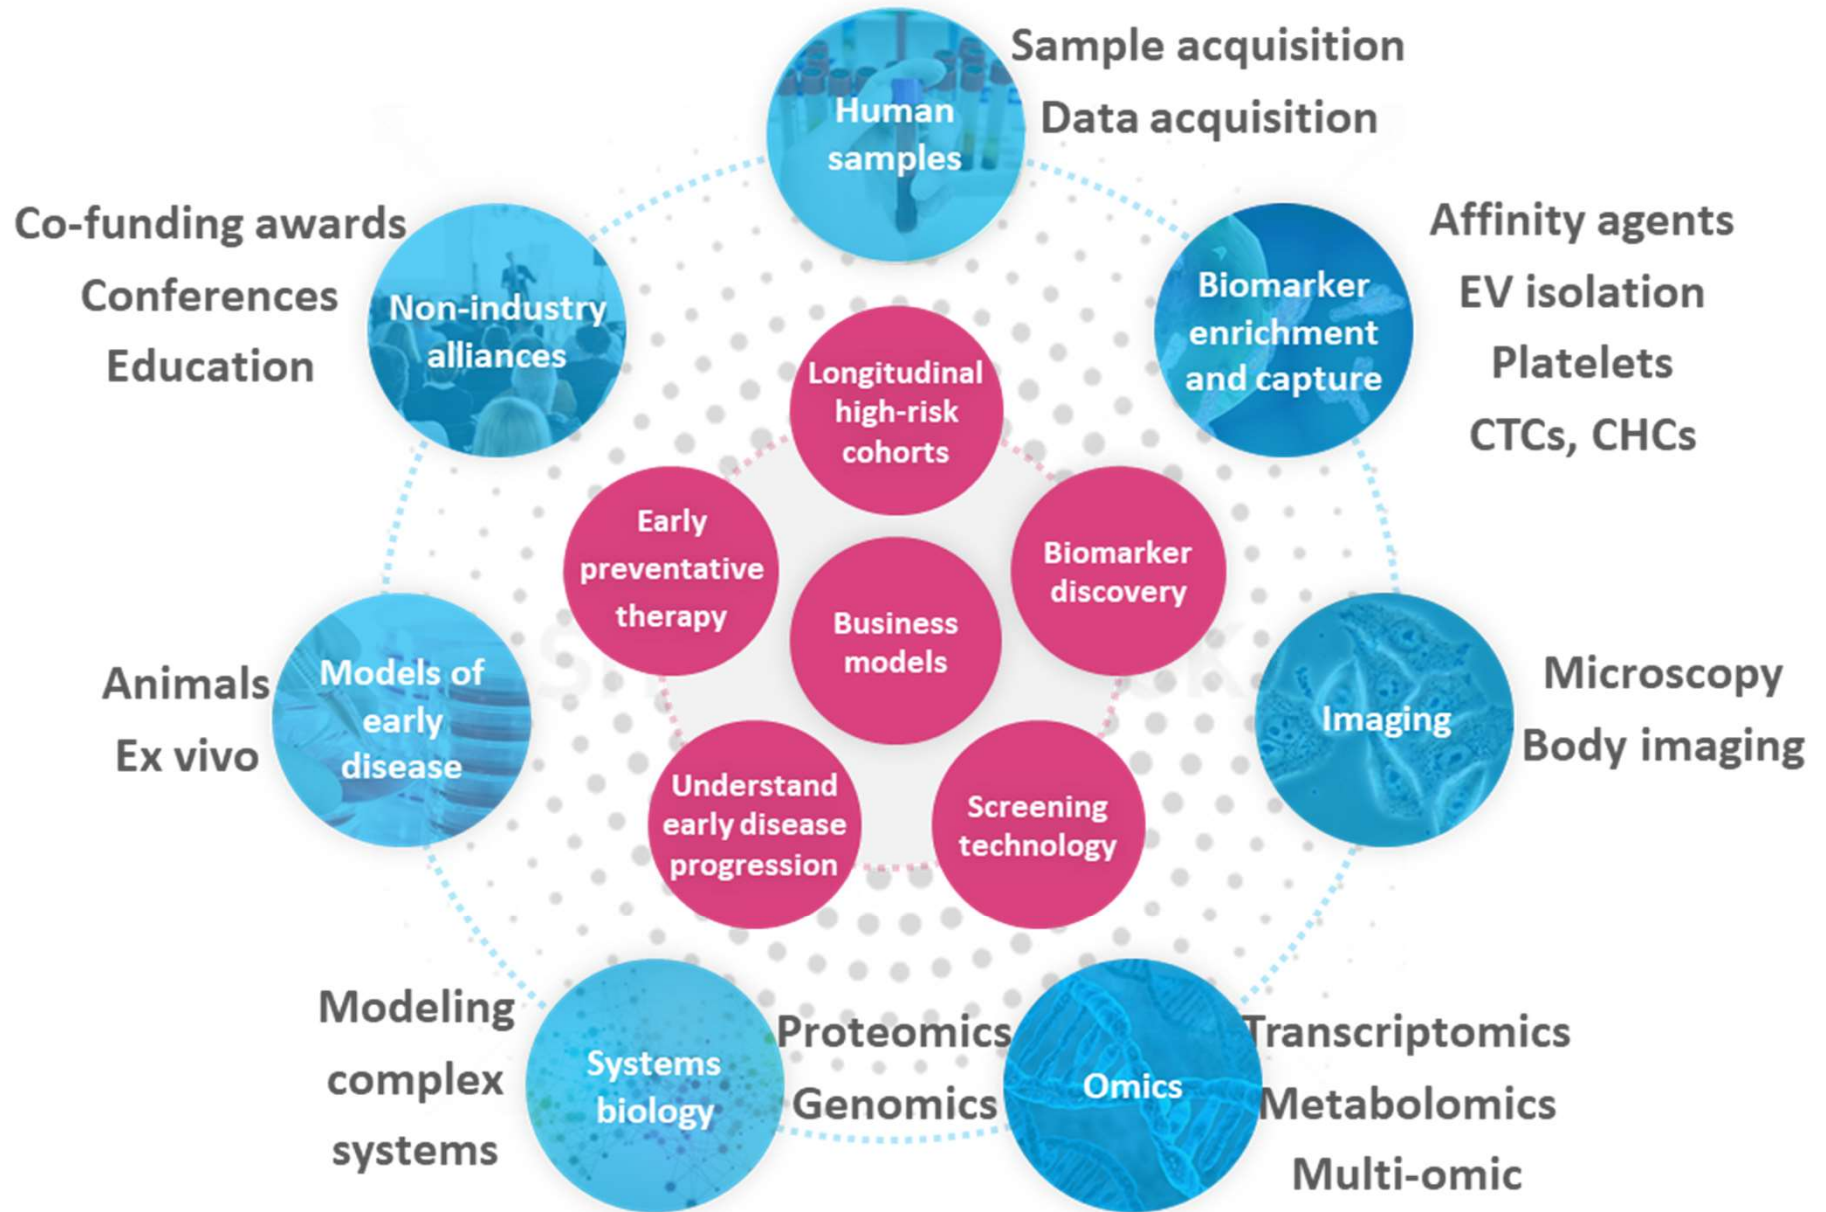 Human
samples
Sample acquisition
Data acquisition
Biomarker
enrichment
and capture
Affinity agents
EV isolation
Platelets
CTCs, CHCs
Imaging
Microscopy
Body imaging
Omics
Transcriptomics
Metabolomics
Multi-omic
Proteomics
Genomics
Systems
biology
Modeling
complex
systems
Models of
early
disease
Animals
Ex vivo
Non-industry
alliances
Co-funding awards
Conferences
Education
Longitudinal
high-risk
cohorts
Biomarker
discovery
Screening
technology
Understand
early disease
progression
Early
preventative
therapy
Business
models